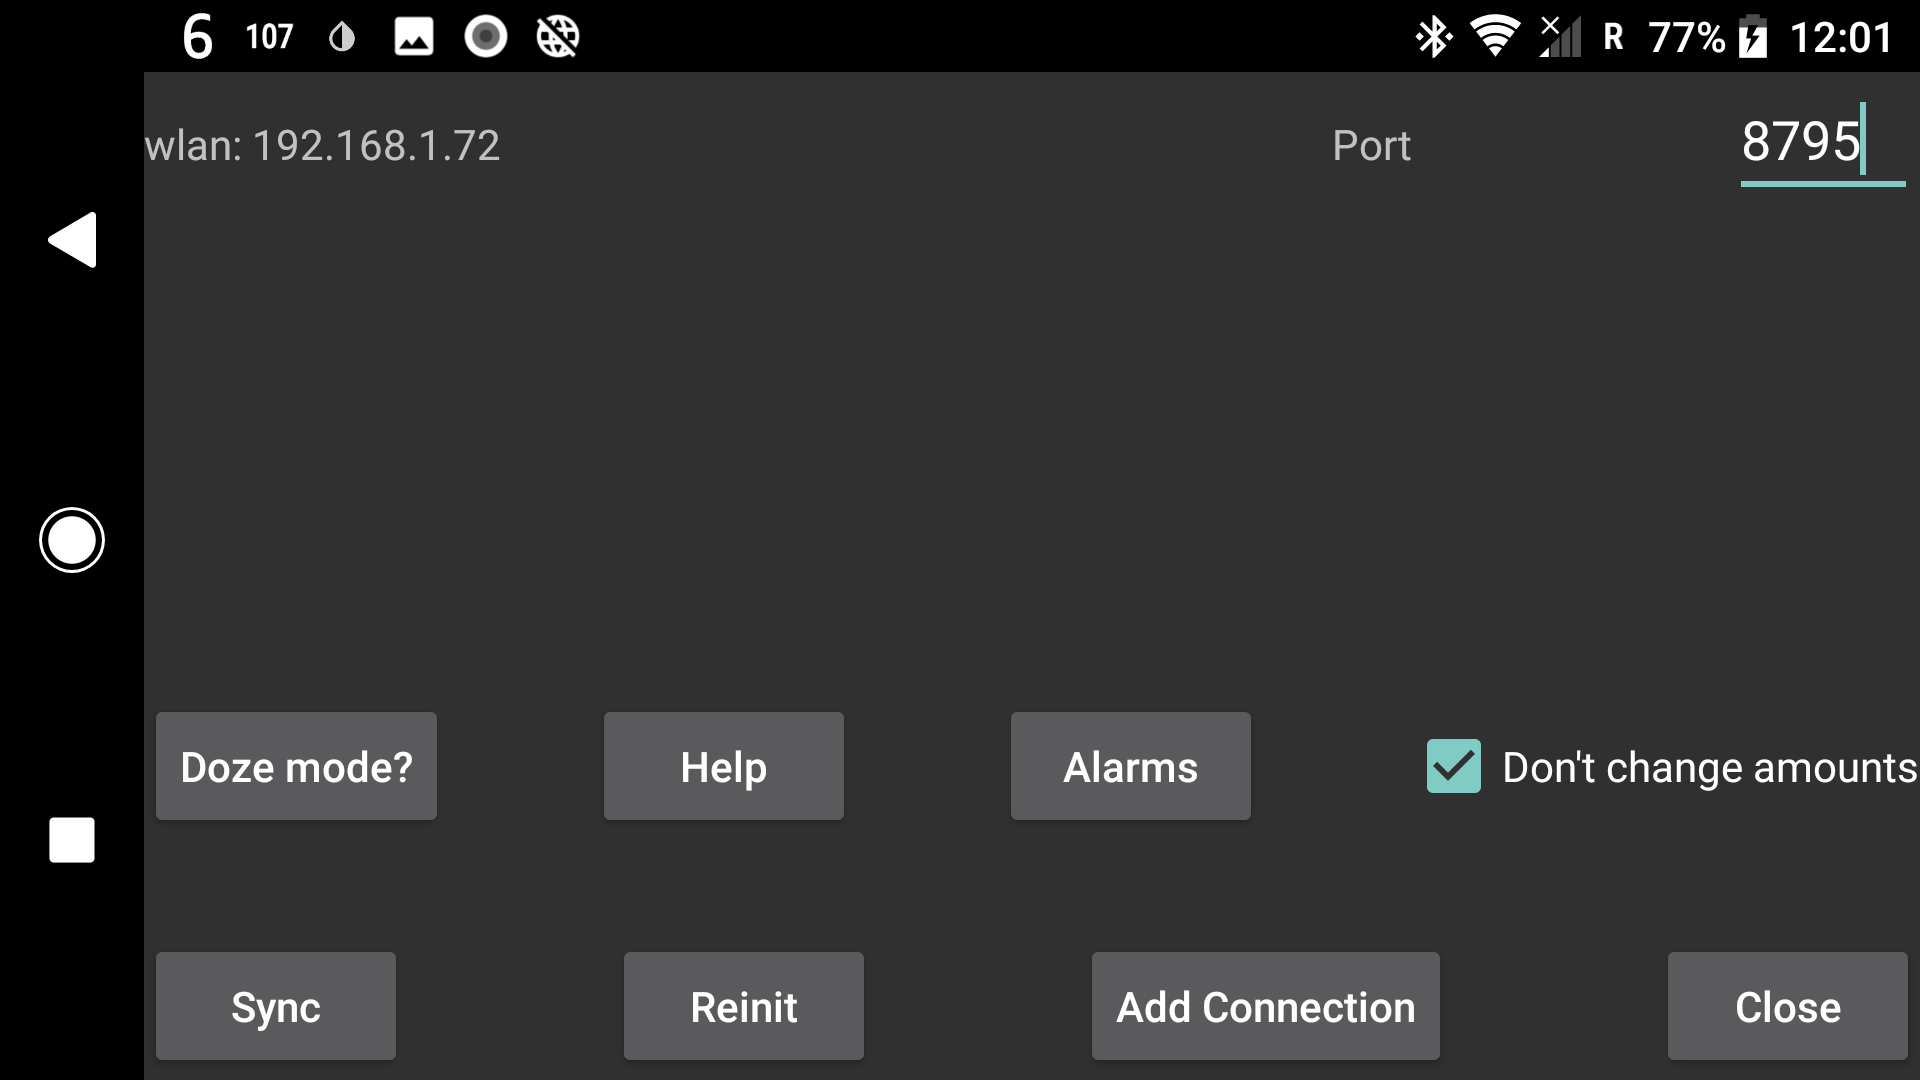 6 107 R 77% 12:01
wlan: 192.168.1.72 Port 8795
Doze mode? Help Alarms Don't change amounts
Sync Reinit Add Connection Close